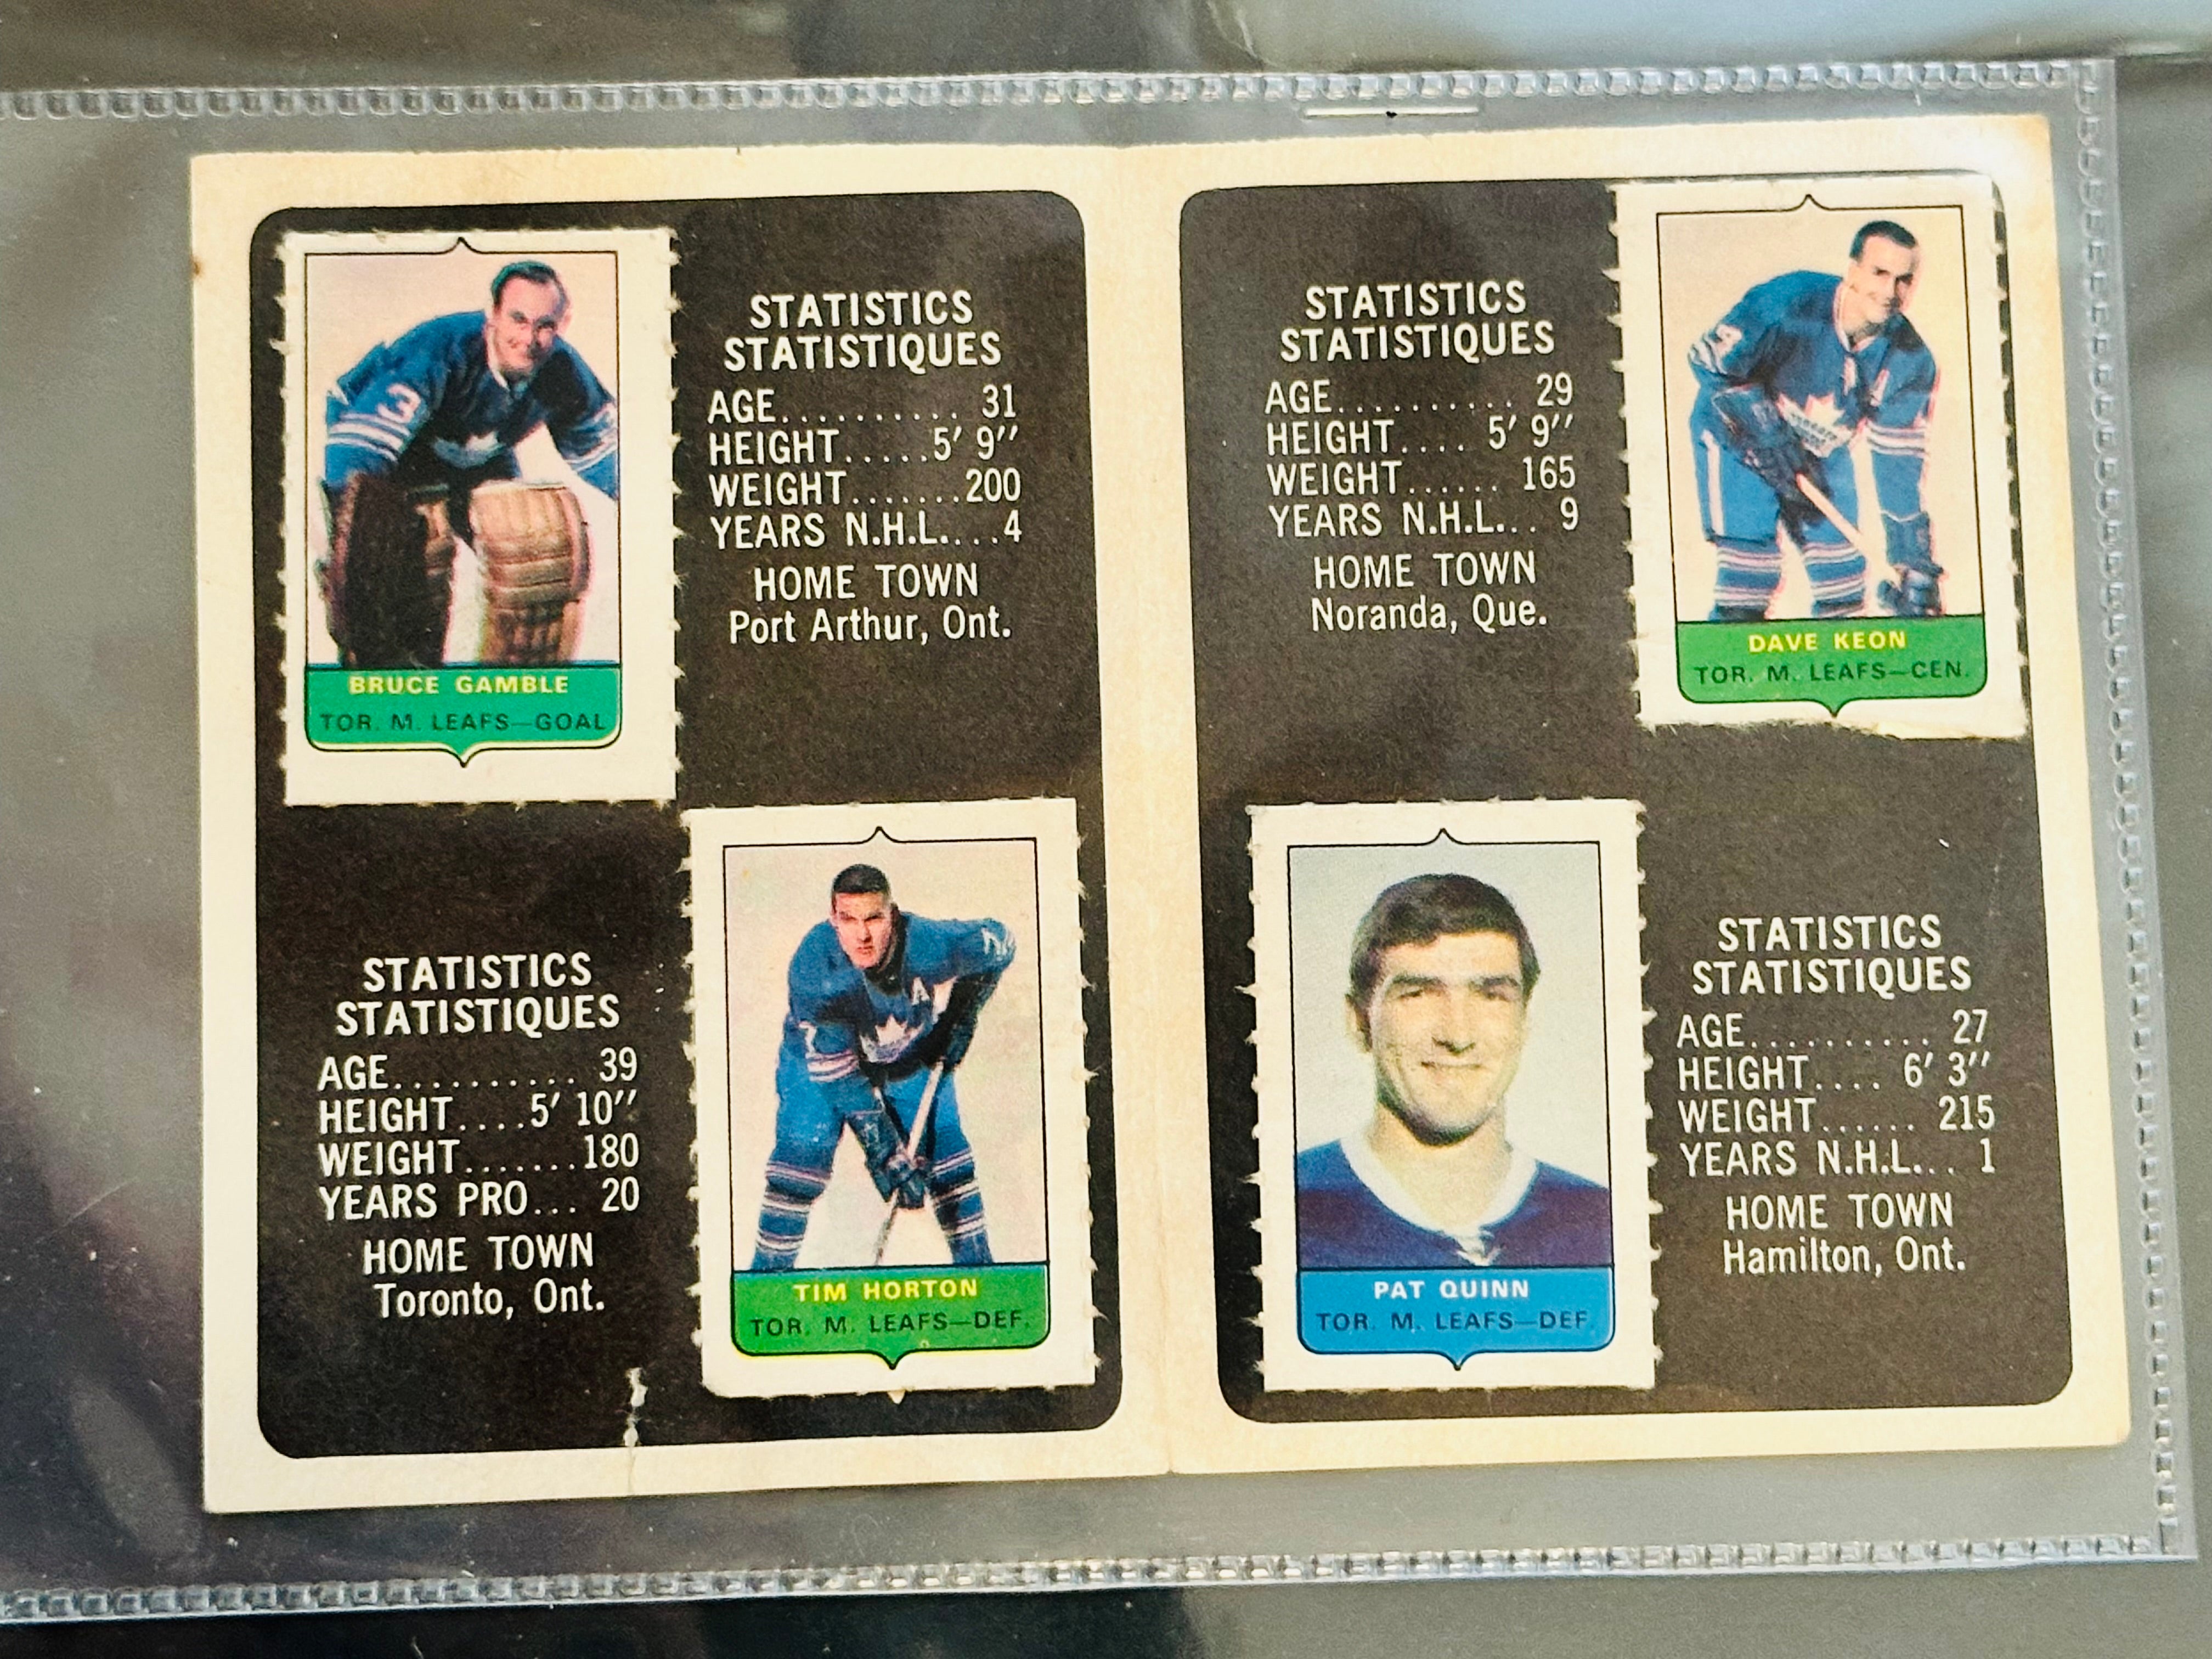 BRUCE GAMBLE
TOR. M. LEAFS—GOAL
3
STATISTICS
STATISTIQUES
AGE.......... 31
HEIGHT.....5' 9''
WEIGHT.......200
YEARS N.H.L....4
HOME TOWN
Port Arthur, Ont.
STATISTICS
STATISTIQUES
AGE.......... 39
HEIGHT....5' 10''
WEIGHT.......180
YEARS PRO... 20
HOME TOWN
Toronto, Ont.
7
A
7
TIM HORTON
TOR. M. LEAFS—DEF.
STATISTICS
STATISTIQUES
AGE.......... 29
HEIGHT.... 5' 9''
WEIGHT...... 165
YEARS N.H.L... 9
HOME TOWN
Noranda, Que.
DAVE KEON
TOR. M. LEAFS—CEN.
PAT QUINN
TOR. M. LEAFS—DEF
STATISTICS
STATISTIQUES
AGE.......... 27
HEIGHT.... 6' 3''
WEIGHT...... 215
YEARS N.H.L... 1
HOME TOWN
Hamilton, Ont.